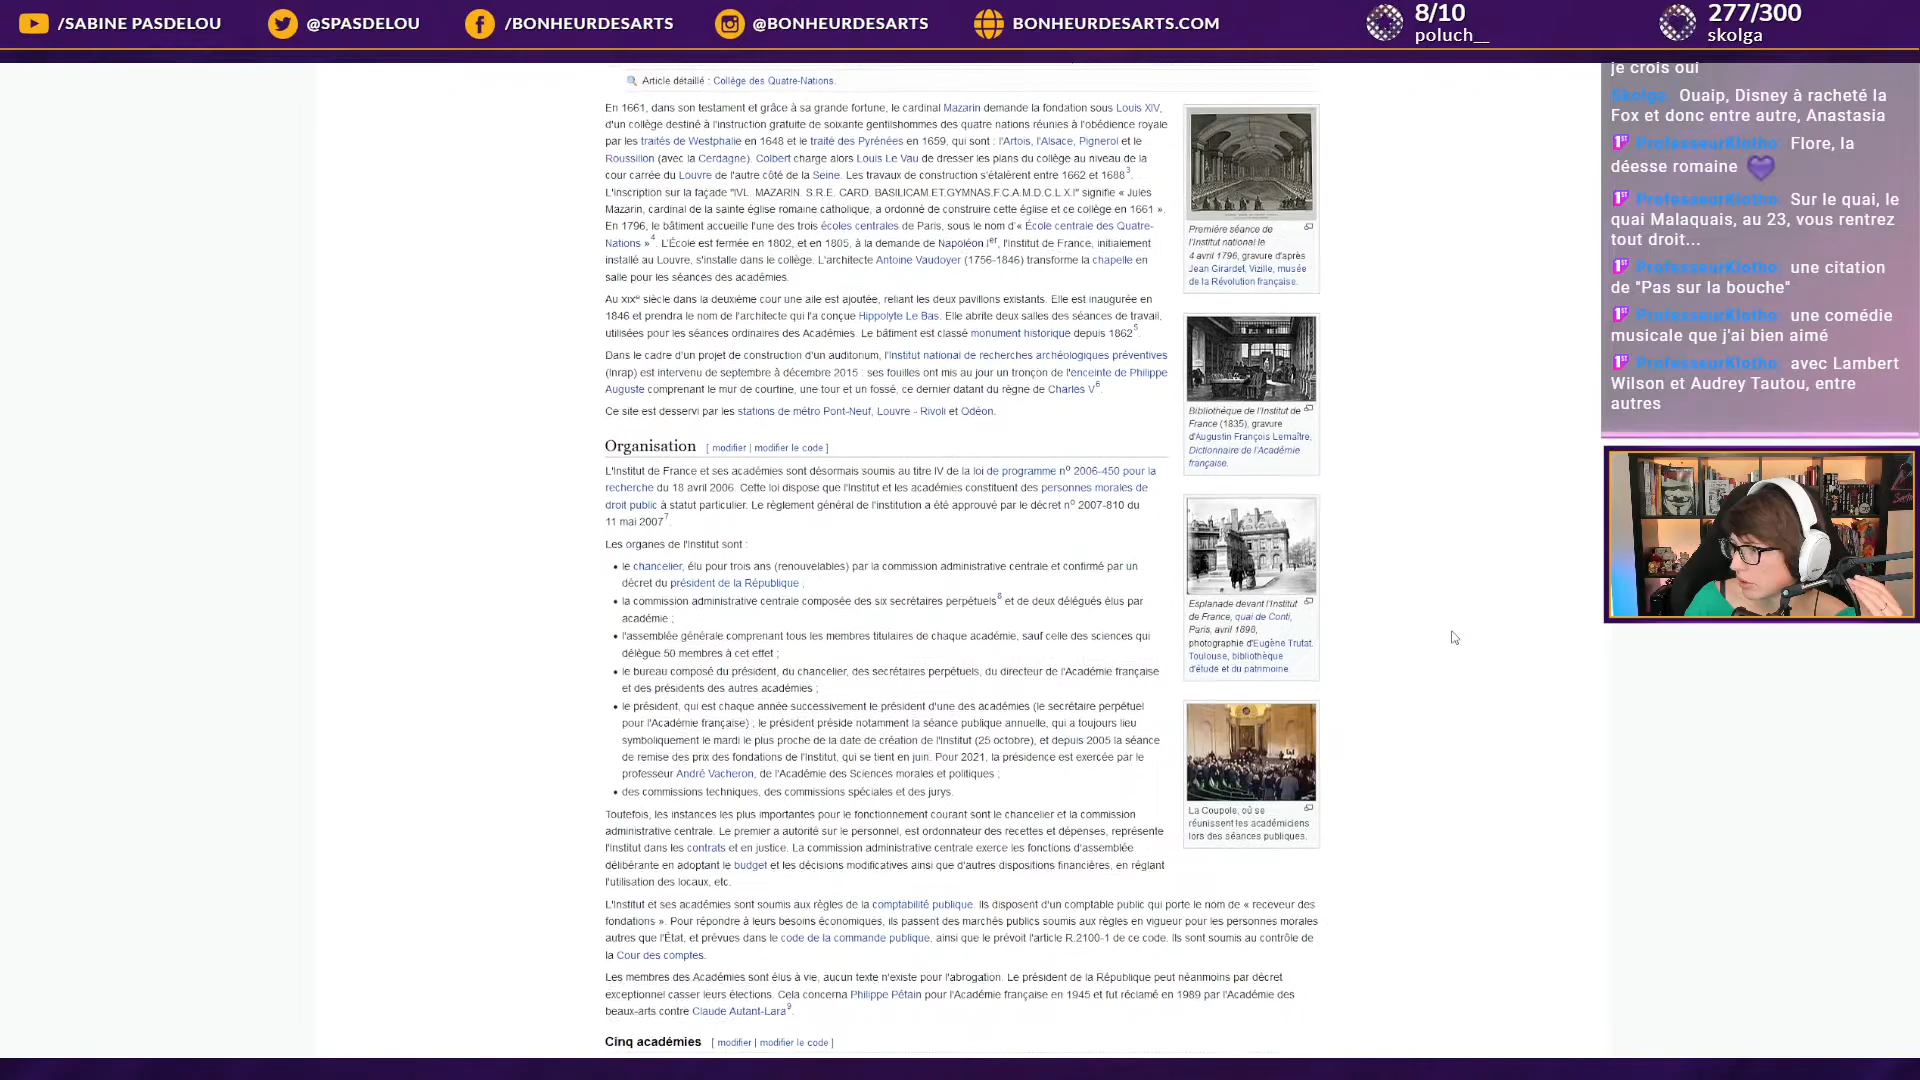 /SABINE PASDELOU
@SPASDELOU
/BONHEURDESARTS
@BONHEURDESARTS
BONHEURDESARTS.COM
8/10
poluch__
277/300
skolga
Article détaillé : Collège des Quatre-Nations.
En 1661, dans son testament et grâce à sa grande fortune, le cardinal Mazarin demande la fondation sous Louis XIV,
d'un collège destiné à l'instruction gratuite de soixante gentilshommes des quatre nations réunies à l'obédience royale
par les traités de Westphalie en 1648 et le traité des Pyrénées en 1659, qui sont : l'Artois, l'Alsace, Pignerol et le
Roussillon (avec la Cerdagne). Colbert charge alors Louis Le Vau de dresser les plans du collège au niveau de la
cour carrée du Louvre de l'autre côté de la Seine. Les travaux de construction s'étalèrent entre 1662 et 1688³.
L'inscription sur la façade "IVL. MAZARIN. S.R.E. CARD. BASILICAM.ET.GYMNAS.F.C.A.M.D.C.L.X.I" signifie « Jules
Mazarin, cardinal de la sainte église romaine catholique, a ordonné de construire cette église et ce collège en 1661 ».
En 1796, le bâtiment accueille l'une des trois écoles centrales de Paris, sous le nom d'« École centrale des Quatre-
Nations »⁴. L'École est fermée en 1802, et en 1805, à la demande de Napoléon Ier, l'Institut de France, initialement
installé au Louvre, s'installe dans le collège. L'architecte Antoine Vaudoyer (1756-1846) transforme la chapelle en
salle pour les séances des académies.
Au XIXe siècle dans la deuxième cour une aile est ajoutée, reliant les deux pavillons existants. Elle est inaugurée en
1846 et prendra le nom de l'architecte qui l'a conçue Hippolyte Le Bas. Elle abrite deux salles des séances de travail,
utilisées pour les séances ordinaires des Académies. Le bâtiment est classé monument historique depuis 1862⁵.
Dans le cadre d'un projet de construction d'un auditorium, l'Institut national de recherches archéologiques préventives
(Inrap) est intervenu de septembre à décembre 2015 : ses fouilles ont mis au jour un tronçon de l'enceinte de Philippe
Auguste comprenant le mur de courtine, une tour et un fossé, ce dernier datant du règne de Charles V⁶.
Ce site est desservi par les stations de métro Pont-Neuf, Louvre - Rivoli et Odéon.
Organisation [ modifier | modifier le code ]
L'Institut de France et ses académies sont désormais soumis au titre IV de la loi de programme nº 2006-450 pour la
recherche du 18 avril 2006. Cette loi dispose que l'Institut et les académies constituent des personnes morales de
droit public à statut particulier. Le règlement général de l'institution a été approuvé par le décret nº 2007-810 du
11 mai 2007⁷.
Les organes de l'Institut sont :
• le chancelier, élu pour trois ans (renouvelables) par la commission administrative centrale et confirmé par un
décret du président de la République ;
• la commission administrative centrale composée des six secrétaires perpétuels⁸ et de deux délégués élus par
académie ;
• l'assemblée générale comprenant tous les membres titulaires de chaque académie, sauf celle des sciences qui
délègue 50 membres à cet effet ;
• le bureau composé du président, du chancelier, des secrétaires perpétuels, du directeur de l'Académie française
et des présidents des autres académies ;
• le président, qui est chaque année successivement le président d'une des académies (le secrétaire perpétuel
pour l'Académie française) ; le président préside notamment la séance publique annuelle, qui a toujours lieu
symboliquement le mardi le plus proche de la date de création de l'Institut (25 octobre), et depuis 2005 la séance
de remise des prix des fondations de l'Institut, qui se tient en juin. Pour 2021, la présidence est exercée par le
professeur André Vacheron, de l'Académie des Sciences morales et politiques ;
• des commissions techniques, des commissions spéciales et des jurys.
Toutefois, les instances les plus importantes pour le fonctionnement courant sont le chancelier et la commission
administrative centrale. Le premier a autorité sur le personnel, est ordonnateur des recettes et dépenses, représente
l'Institut dans les contrats et en justice. La commission administrative centrale exerce les fonctions d'assemblée
délibérante en adoptant le budget et les décisions modificatives ainsi que d'autres dispositions financières, en réglant
l'utilisation des locaux, etc.
L'Institut et ses académies sont soumis aux règles de la comptabilité publique. Ils disposent d'un comptable public qui porte le nom de « receveur des
fondations ». Pour répondre à leurs besoins économiques, ils passent des marchés publics soumis aux règles en vigueur pour les personnes morales
autres que l'État, et prévues dans le code de la commande publique, ainsi que le prévoit l'article R.2100-1 de ce code. Ils sont soumis au contrôle de
la Cour des comptes.
Les membres des Académies sont élus à vie, aucun texte n'existe pour l'abrogation. Le président de la République peut néanmoins par décret
exceptionnel casser leurs élections. Cela concerna Philippe Pétain pour l'Académie française en 1945 et fut réclamé en 1989 par l'Académie des
beaux-arts contre Claude Autant-Lara⁹.
Cinq académies [ modifier | modifier le code ]
Première séance de
l'Institut national le
4 avril 1796, gravure d'après
Jean Girardet, Vizille, musée
de la Révolution française.
Bibliothèque de l'Institut de
France (1835), gravure
d'Augustin François Lemaître,
Dictionnaire de l'Académie
française.
Esplanade devant l'Institut
de France, quai de Conti,
Paris, avril 1898,
photographie d'Eugène Trutat.
Toulouse, bibliothèque
d'étude et du patrimoine.
La Coupole, où se
réunissent les académiciens
lors des séances publiques.
je crois oui
Skolga: Ouaip, Disney à racheté la
Fox et donc entre autre, Anastasia
ProfesseurKlotho: Flore, la
déesse romaine
ProfesseurKlotho: Sur le quai, le
quai Malaquais, au 23, vous rentrez
tout droit...
ProfesseurKlotho: une citation
de "Pas sur la bouche"
ProfesseurKlotho: une comédie
musicale que j'ai bien aimé
ProfesseurKlotho: avec Lambert
Wilson et Audrey Tautou, entre
autres